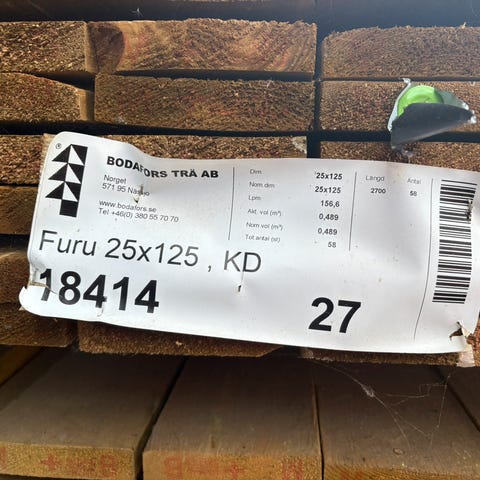 ®
BODAFORS TRÄ AB
Norget
571 95 Nässjö
www.bodafors.se
Tel +46(0) 380 55 70 70
Dim 25x125
Nom.dim 25x125
Lpm 156,6
Akt. vol (m³) 0,489
Nom vol (m³) 0,489
Tot antal (st) 58
Längd Antal
2700 58
Furu 25x125 , KD
18414
27